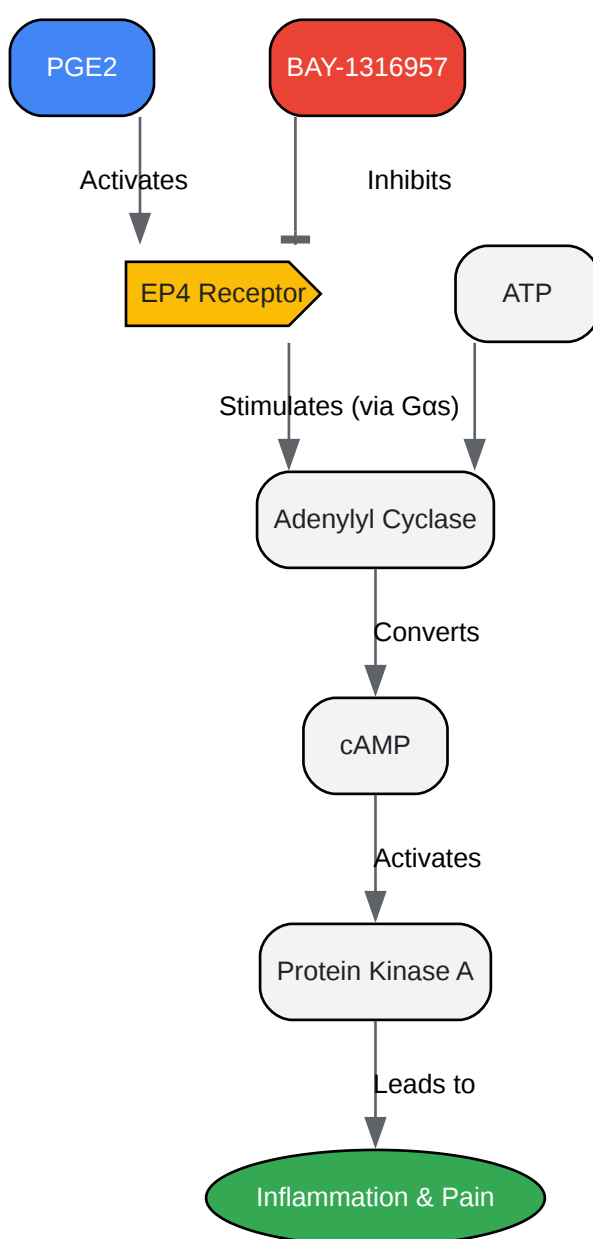 PGE2
BAY-1316957
Activates
Inhibits
EP4 Receptor
ATP
Stimulates (via Gαs)
Adenylyl Cyclase
Converts
cAMP
Activates
Protein Kinase A
Leads to
Inflammation & Pain